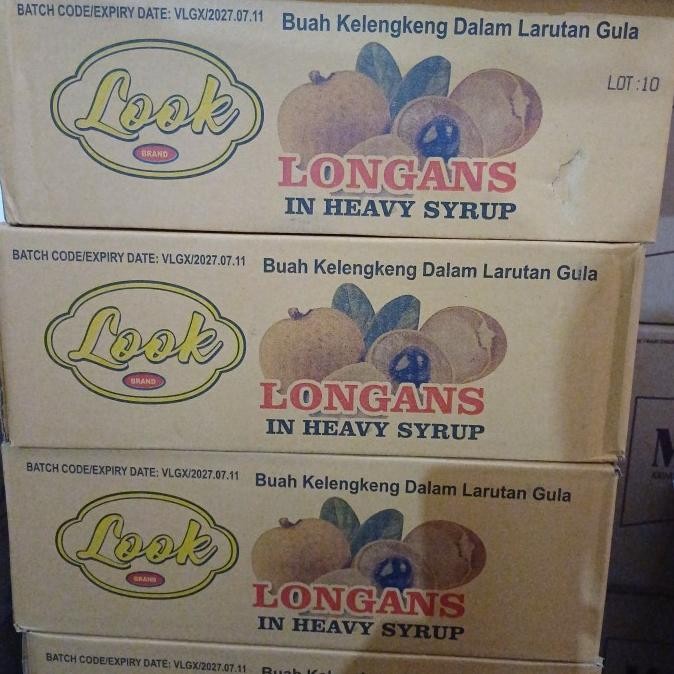 BATCH CODE/EXPIRY DATE: VLGX/2027.07.11
Buah Kelengkeng Dalam Larutan Gula
LOT :10
Look
BRAND
LONGANS
IN HEAVY SYRUP
BATCH CODE/EXPIRY DATE: VLGX/2027.07.11
Buah Kelengkeng Dalam Larutan Gula
Look
BRAND
LONGANS
IN HEAVY SYRUP
BATCH CODE/EXPIRY DATE: VLGX/2027.07.11
Buah Kelengkeng Dalam Larutan Gula
Look
BRAND
LONGANS
IN HEAVY SYRUP
BATCH CODE/EXPIRY DATE: VLGX/2027.07.11
Buah